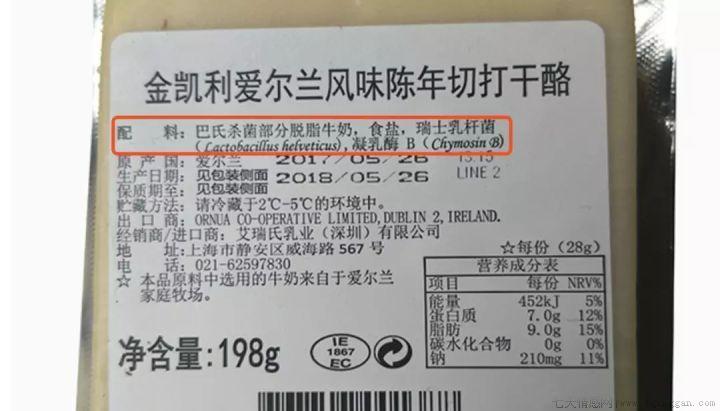 金凯利爱尔兰风味陈年切打干酪
配　　料：巴氏杀菌部分脱脂牛奶，食盐，瑞士乳杆菌
（Lactobacillus helveticus），凝乳酶 B（Chymosin B）
原 产 国：爱尔兰 2017/05/26 13:15
生产日期：见包装侧面 2018/05/26 LINE 2
保质期至：见包装侧面
贮藏方法：请冷藏于2℃-5℃的环境中。
出 口 商：ORNUA CO-OPERATIVE LIMITED,DUBLIN 2,IRELAND.
经销商/进口商：艾瑞氏乳业（深圳）有限公司
地　　址：上海市静安区威海路 567 号
电　　话：021-62597830
☆ 本品原料中选用的牛奶来自于爱尔兰
家庭牧场。
☆每份（28g）
营养成分表
项目 每份 NRV%
能量 452kJ 5%
蛋白质 7.0g 12%
脂肪 9.0g 15%
碳水化合物 0g 0%
钠 210mg 11%
净含量:198g
IE
1867
EC